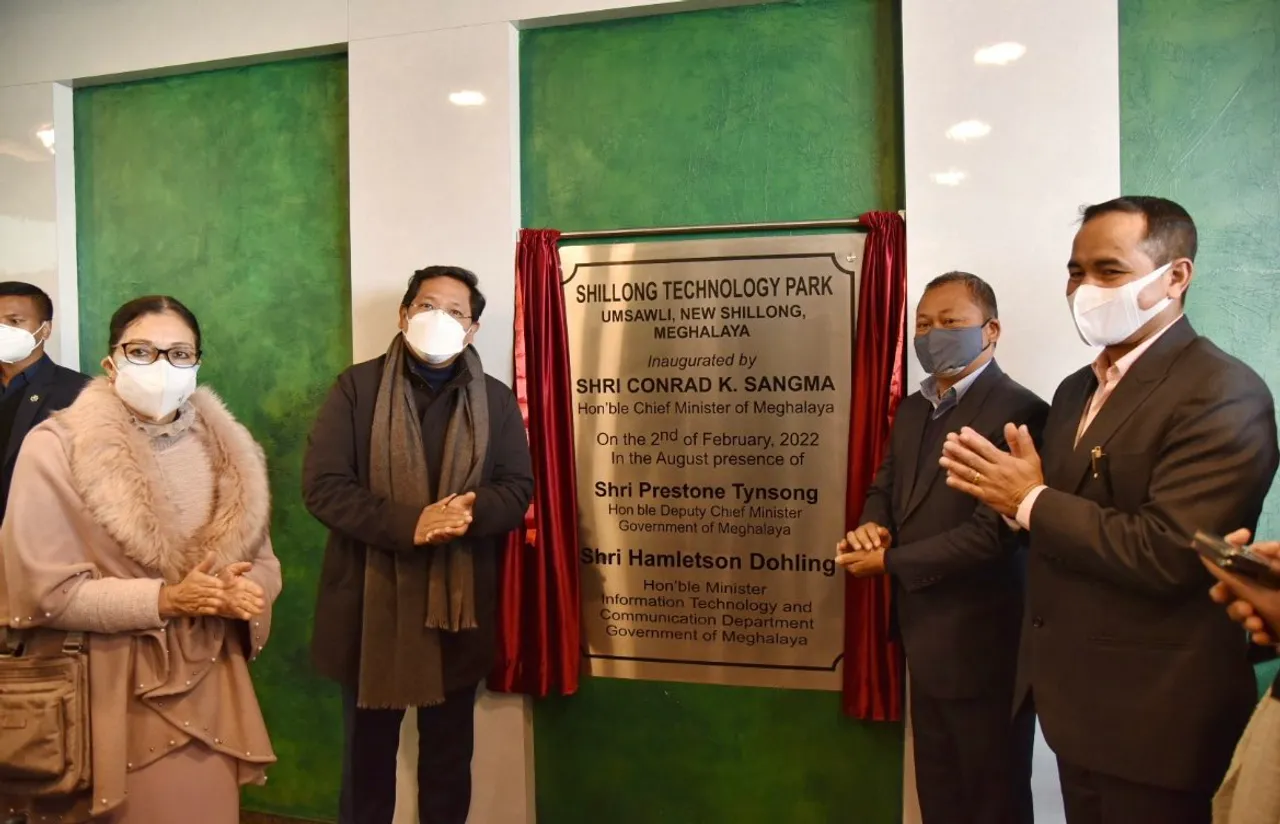 SHILLONG TECHNOLOGY PARK
UMSAWLI, NEW SHILLONG,
MEGHALAYA
Inaugurated by
SHRI CONRAD K. SANGMA
Hon'ble Chief Minister of Meghalaya
On the 2nd of February, 2022
In the August presence of
Shri Prestone Tynsong
Hon'ble Deputy Chief Minister
Government of Meghalaya
Shri Hamletson Dohling
Hon'ble Minister
Information Technology and
Communication Department
Government of Meghalaya